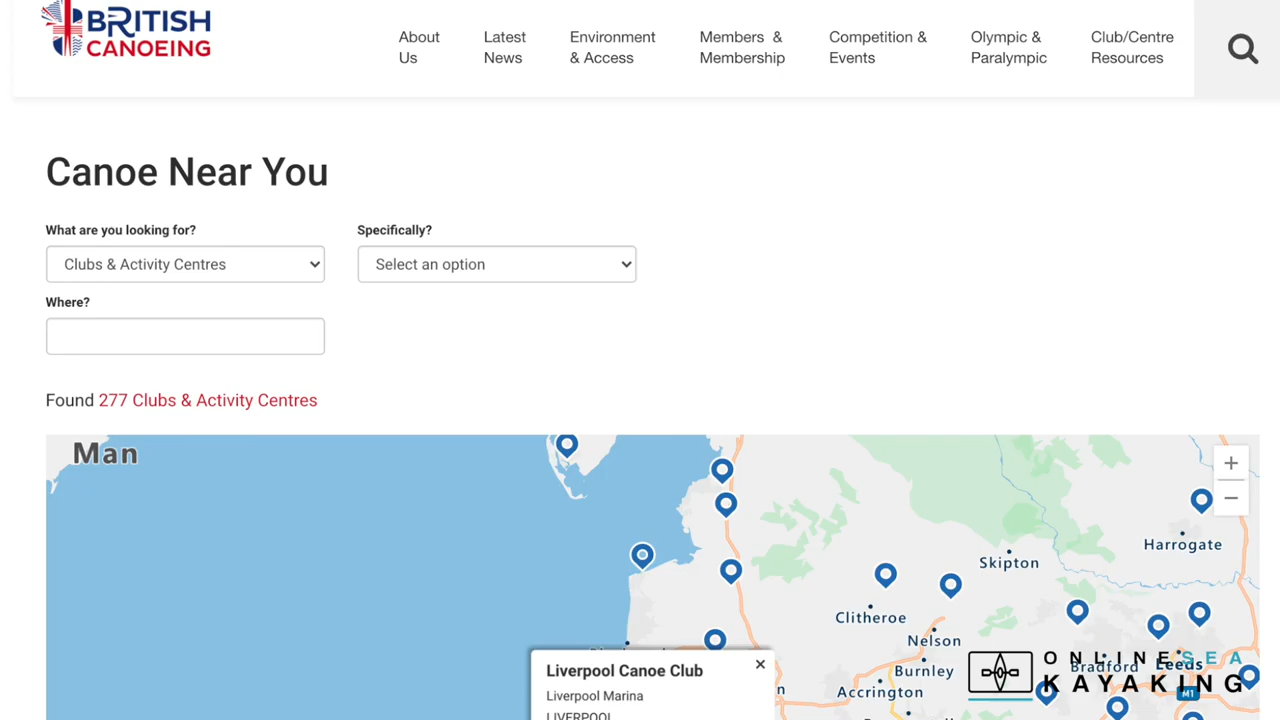 BRITISH
CANOEING
About Us
Latest News
Environment & Access
Members & Membership
Competition & Events
Olympic & Paralympic
Club/Centre Resources
Canoe Near You
What are you looking for?
Specifically?
Clubs & Activity Centres
Select an option
Where?
Found 277 Clubs & Activity Centres
Man
+
−
Harrogate
Skipton
Clitheroe
Nelson
Bradford
Leeds
Burnley
Accrington
M1
Liverpool Canoe Club
×
Liverpool Marina
LIVERPOOL
ONLINE SEA
KAYAKING